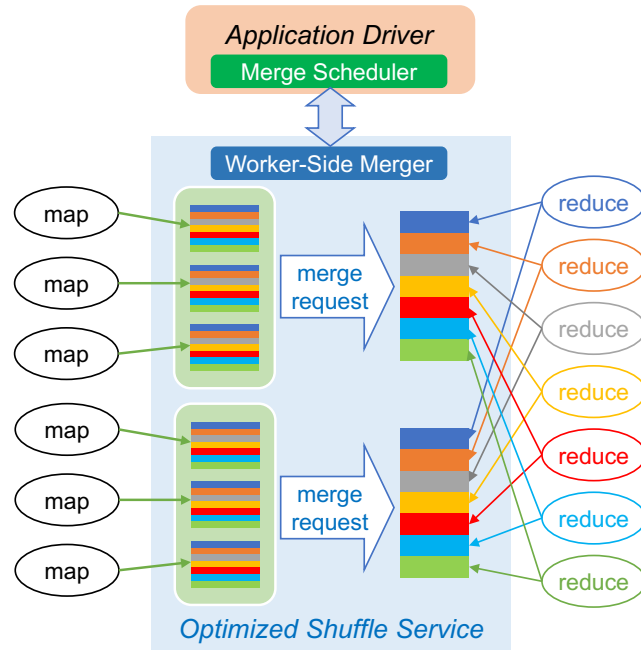 Application Driver
Merge Scheduler
Worker-Side Merger
map
map
map
map
map
map
merge
request
merge
request
reduce
reduce
reduce
reduce
reduce
reduce
reduce
Optimized Shuffle Service